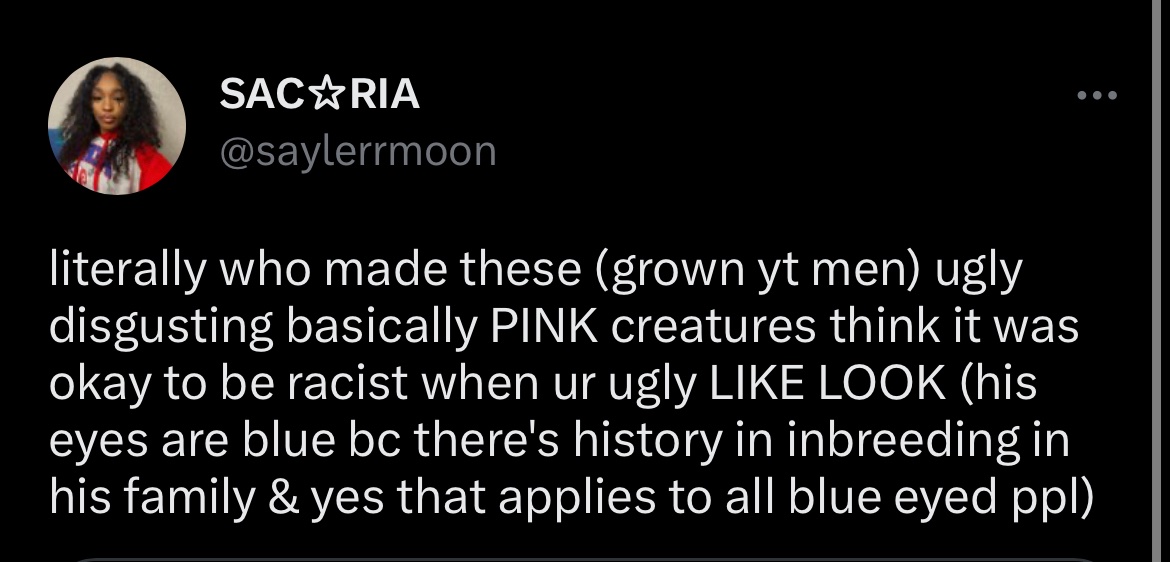 SAC☆RIA
@saylerrmoon
literally who made these (grown yt men) ugly
disgusting basically PINK creatures think it was
okay to be racist when ur ugly LIKE LOOK (his
eyes are blue bc there's history in inbreeding in
his family & yes that applies to all blue eyed ppl)